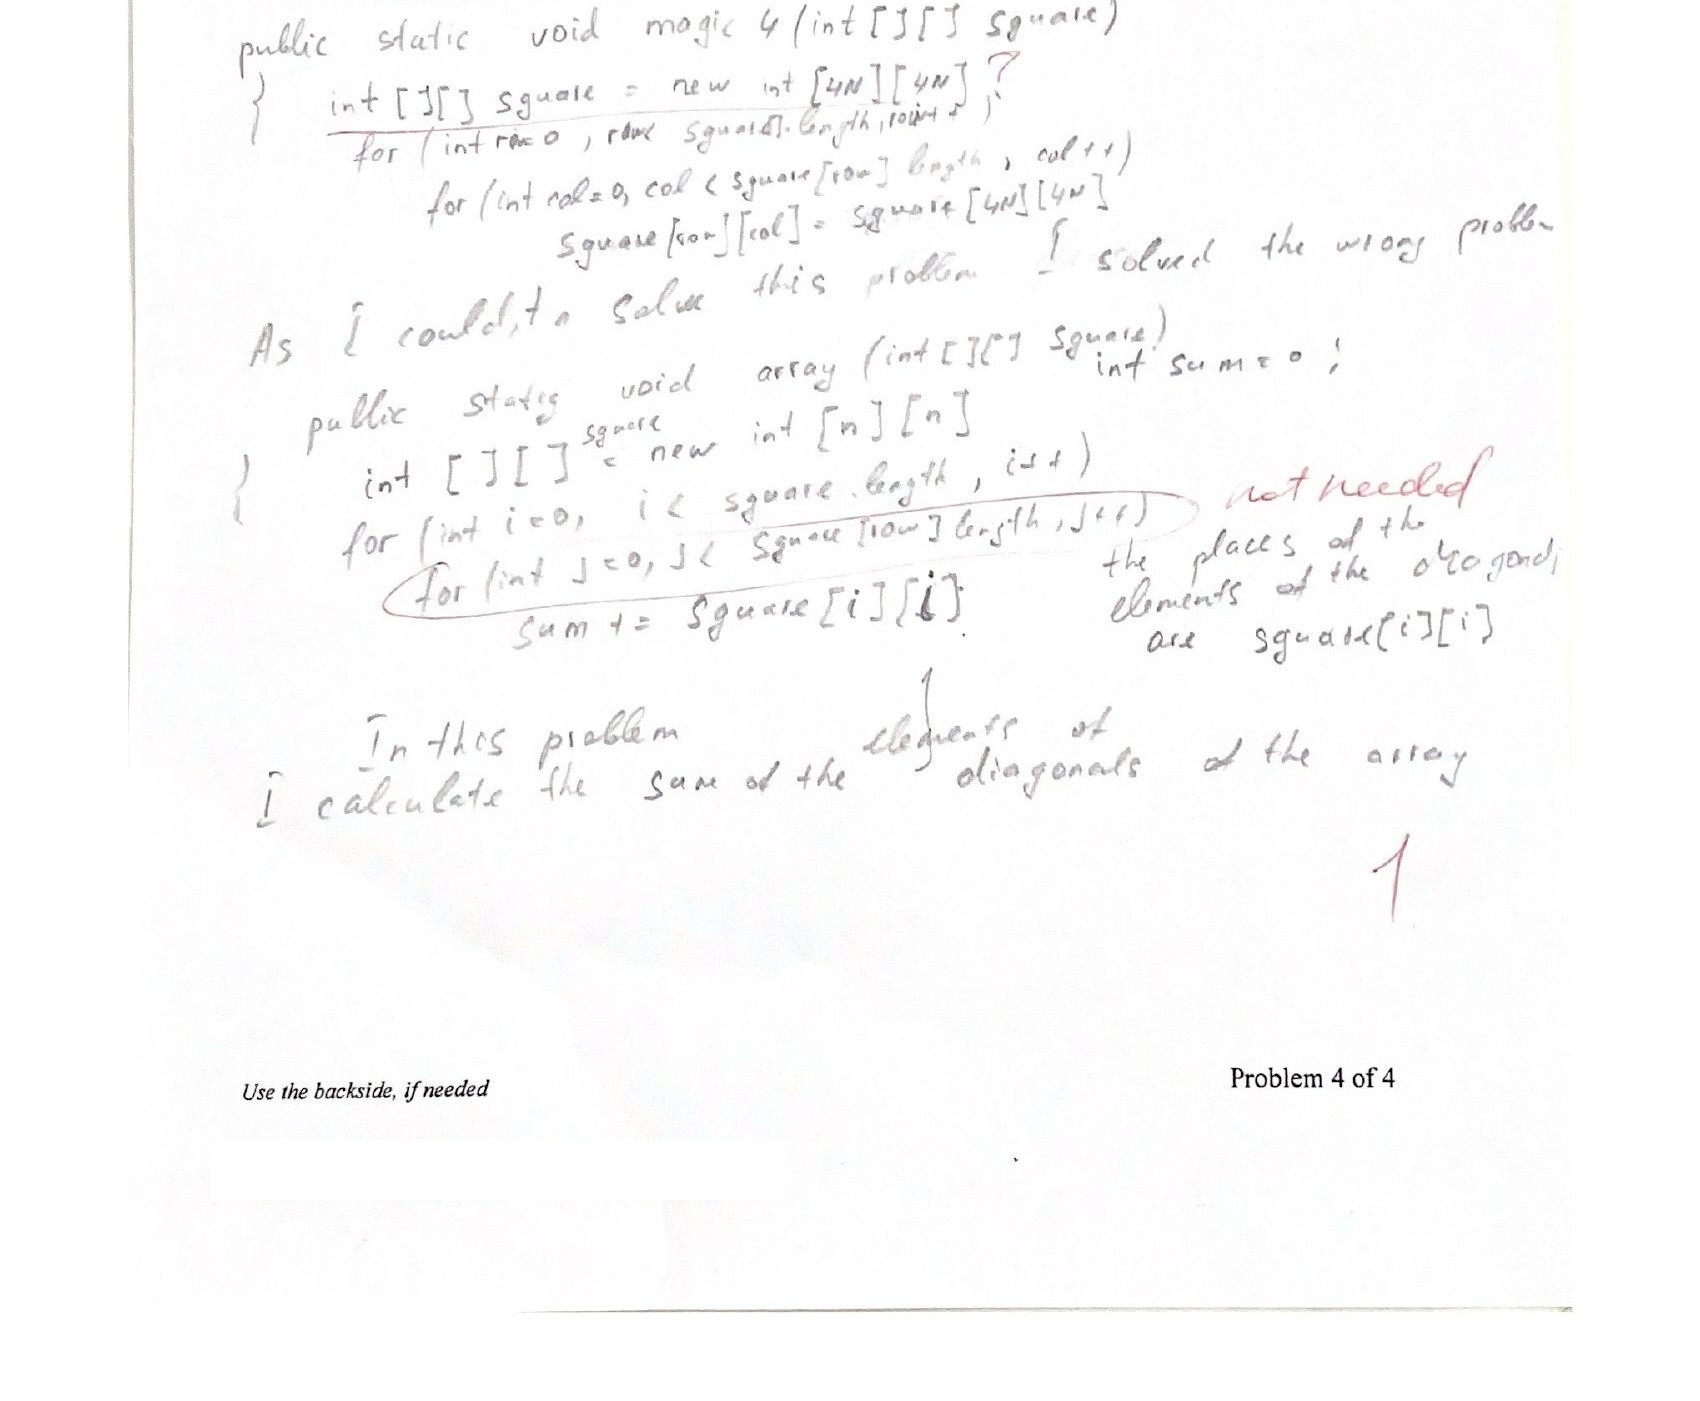 public static void magic 4 (int [][] square)
{ int [][] square = new int [4N][4N] ?
for (int row=0, row< square[].length, row++)
for (int col=0, col < square[row] length, col++)
square[row][col] = square [4N][4N]
As I could,tn solve this problem I solved the wrong problem
public static void array (int [][] square)
int sum = 0 ;
{ int [][] square = new int [n][n]
for (int i=0, i< square.length, i++)
for (int j=0, j< square [row] length, j++) not needed
sum += square [i][i]
the places of the
elements of the diagonal,
are square[i][i]
In this problem
I calculate the sum of the elements of
diagonals of the array
1
Use the backside, if needed
Problem 4 of 4